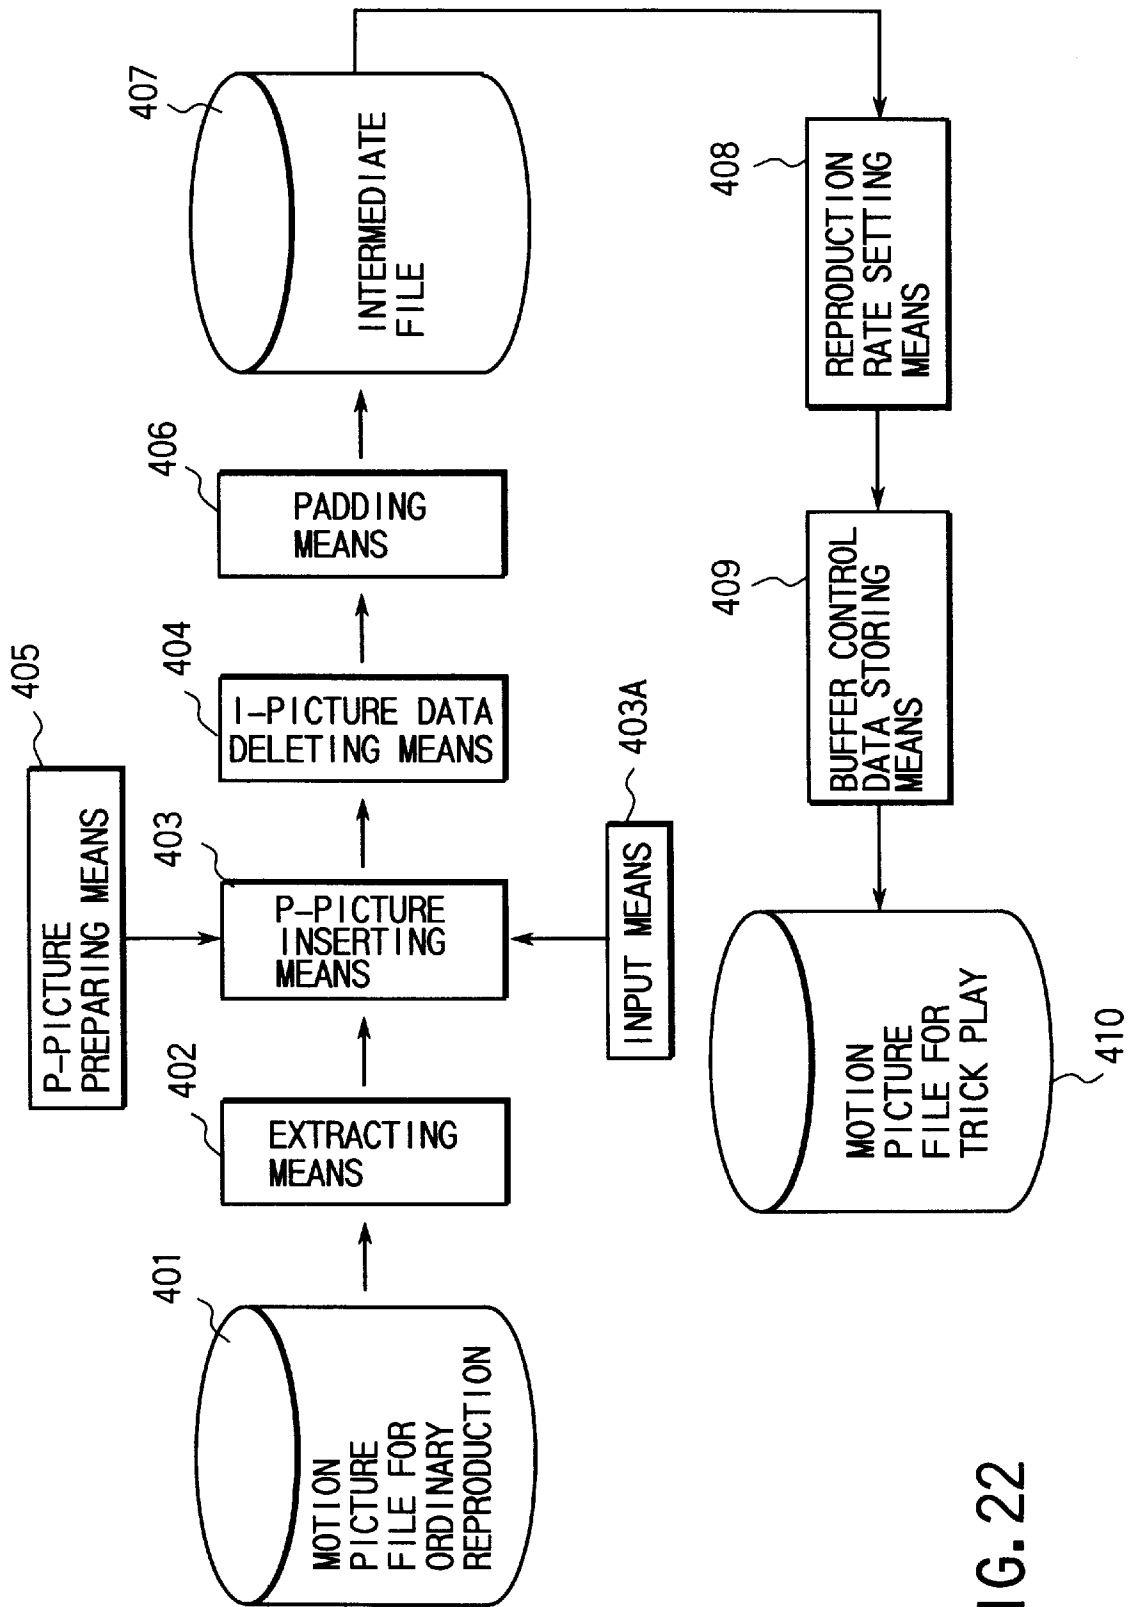 405
P-PICTURE
PREPARING MEANS
401
MOTION
PICTURE
FILE FOR
ORDINARY
REPRODUCTION
402
EXTRACTING
MEANS
403
P-PICTURE
INSERTING
MEANS
404
I-PICTURE DATA
DELETING MEANS
406
PADDING
MEANS
407
INTERMEDIATE
FILE
403A
INPUT MEANS
410
MOTION
PICTURE
FILE FOR
TRICK PLAY
409
BUFFER CONTROL
DATA STORING
MEANS
408
REPRODUCTION
RATE SETTING
MEANS
IG. 22